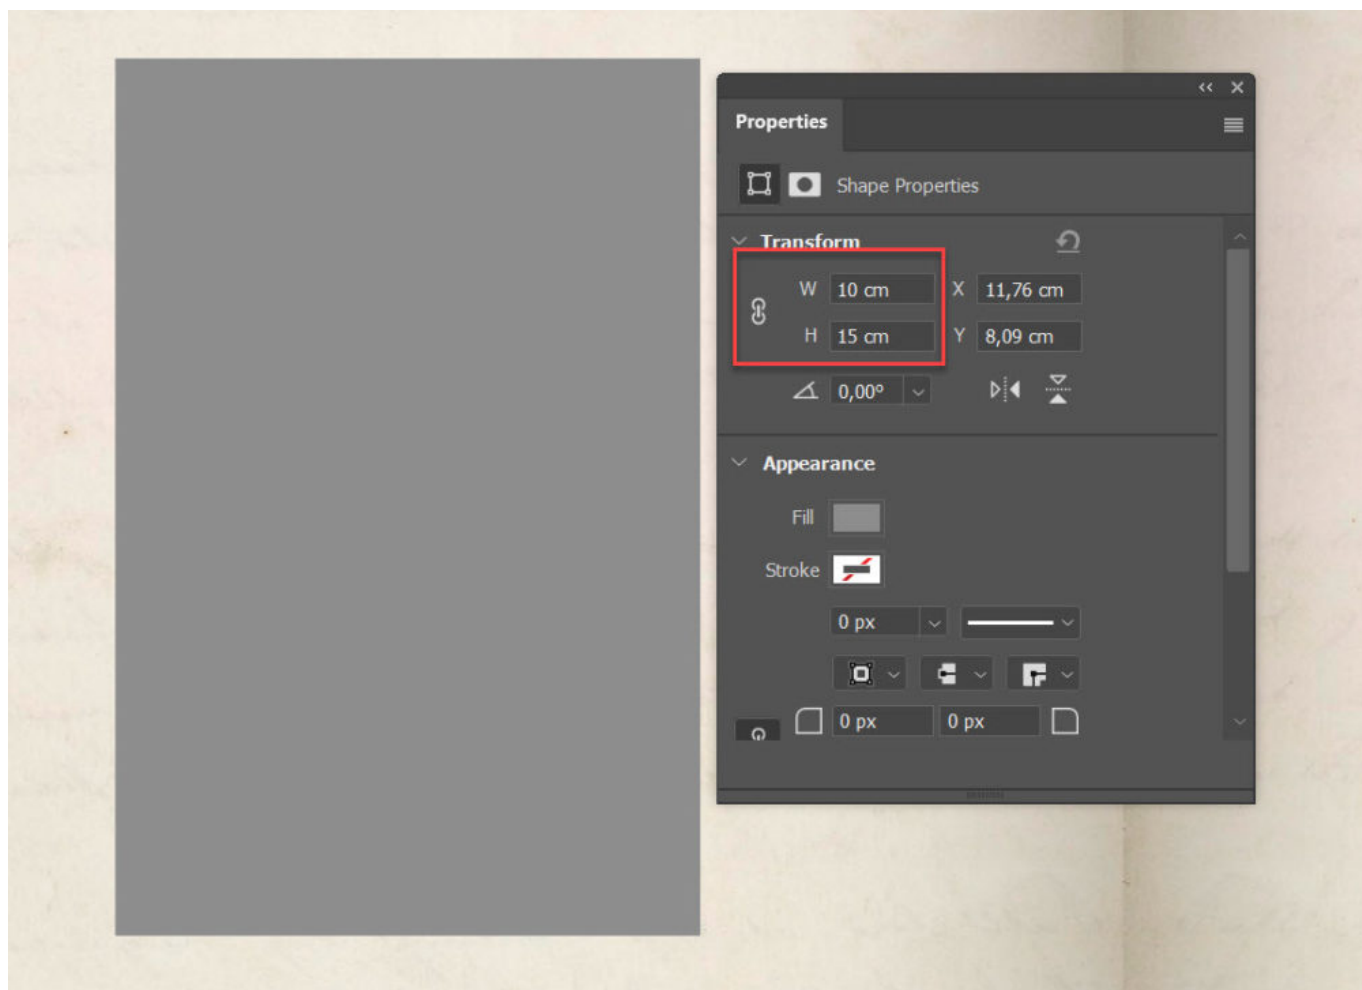 Properties
Shape Properties
Transform
W 10 cm X 11,76 cm
H 15 cm Y 8,09 cm
0,00°
Appearance
Fill
Stroke
0 px
0 px 0 px